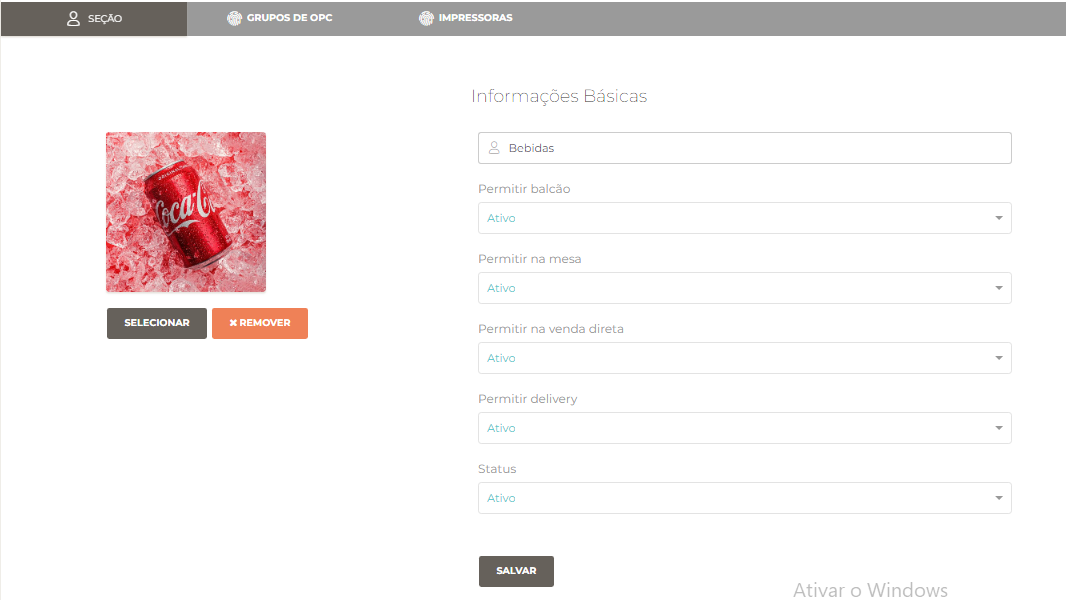 SEÇÃO
GRUPOS DE OPC
IMPRESSORAS
Informações Básicas
Coca-C
Bebidas
Permitir balcão
Ativo
Permitir na mesa
Ativo
Permitir na venda direta
Ativo
Permitir delivery
Ativo
Status
Ativo
SELECIONAR
✖ REMOVER
SALVAR
Ativar o Windows